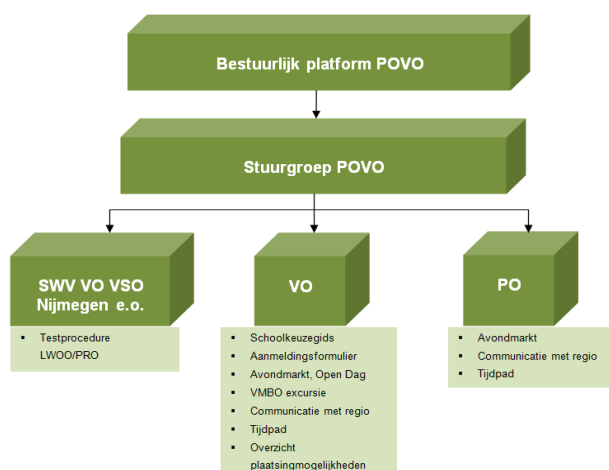 Bestuurlijk platform POVO
Stuurgroep POVO
SWV VO VSO
Nijmegen e.o.
▪ Testprocedure
LWOO/PRO
VO
▪ Schoolkeuzegids
▪ Aanmeldingsformulier
▪ Avondmarkt, Open Dag
▪ VMBO excursie
▪ Communicatie met regio
▪ Tijdpad
▪ Overzicht
plaatsingmogelijkheden
PO
▪ Avondmarkt
▪ Communicatie met regio
▪ Tijdpad